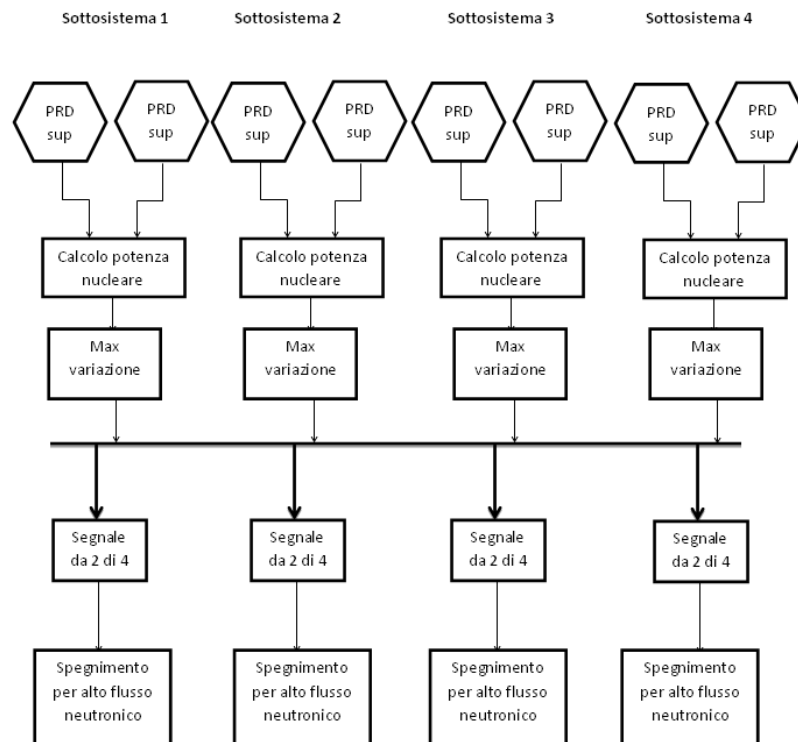 Sottosistema 1 Sottosistema 2 Sottosistema 3 Sottosistema 4
PRD PRD PRD PRD PRD PRD PRD PRD
sup sup sup sup sup sup sup sup
Calcolo potenza Calcolo potenza Calcolo potenza Calcolo potenza
nucleare nucleare nucleare nucleare
Max Max Max Max
variazione variazione variazione variazione
Segnale Segnale Segnale Segnale
da 2 di 4 da 2 di 4 da 2 di 4 da 2 di 4
Spegnimento Spegnimento Spegnimento Spegnimento
per alto flusso per alto flusso per alto flusso per alto flusso
neutronico neutronico neutronico neutronico